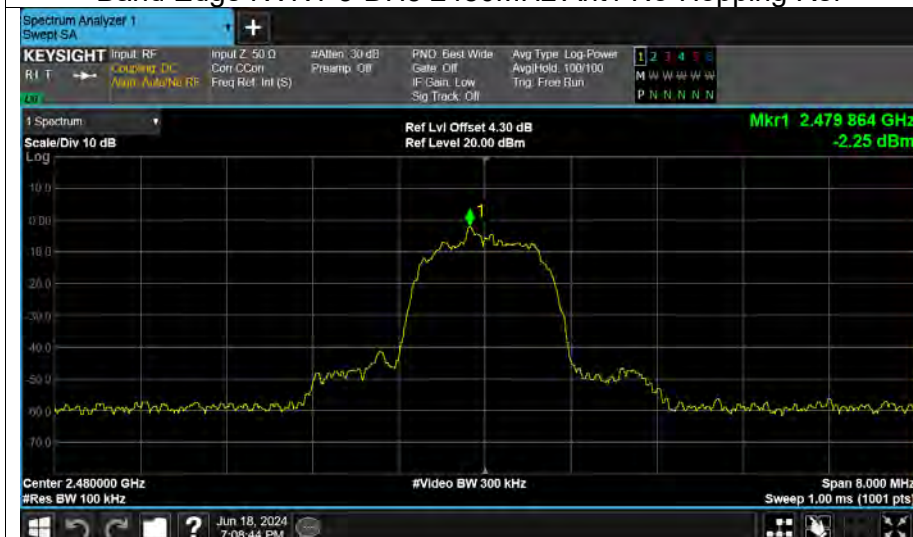 Spectrum Analyzer 1
Swept SA
+
KEYSIGHT Input: RF Input Z: 50 Ω #Atten: 30 dB PNO: Best Wide Avg Type: Log-Power 1 2 3 4 5 6
R L T Coupling: DC Corr CCorr Preamp: Off Gate: Off Avg|Hold: 100/100 M W W W W W
Align: Auto/No RF Freq Ref: Int (S) IF Gain: Low Trig: Free Run
Sig Track: Off P N N N N N
1 Spectrum Ref Lvl Offset 4.30 dB Mkr1 2.479 864 GHz
Scale/Div 10 dB Ref Level 20.00 dBm -2.25 dBm
Log
10.0
0.00
1
-10.0
-20.0
-30.0
-40.0
-50.0
-60.0
-70.0
Center 2.480000 GHz #Video BW 300 kHz Span 8.000 MHz
#Res BW 100 kHz Sweep 1.00 ms (1001 pts)
? Jun 18, 2024
7:08:44 PM